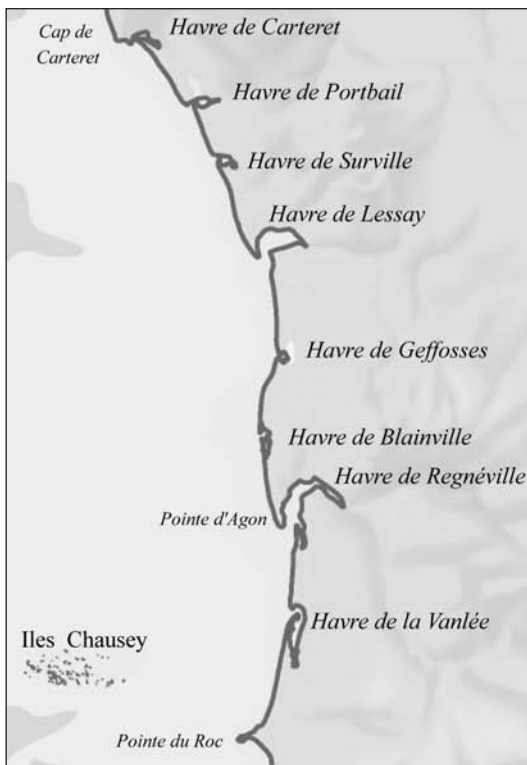 Cap de
Carteret
Havre de Carteret
Havre de Portbail
Havre de Surville
Havre de Lessay
Havre de Geffosses
Havre de Blainville
Havre de Regnéville
Pointe d'Agon
Havre de la Vanlée
Iles Chausey
Pointe du Roc